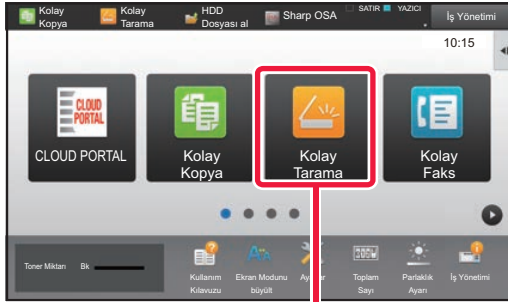 Kolay
Kopya
Kolay
Tarama
HDD
Dosyası al
Sharp OSA
SATIR
YAZICI
İş Yönetimi
10:15
CLOUD
PORTAL
CLOUD PORTAL
Kolay
Kopya
Kolay
Tarama
Kolay
Faks
Toner Miktarı
Bk
Kullanım
Kılavuzu
Ekran Modunu
büyült
Toplam
Sayı
Parlaklık
Ayarı
İş Yönetimi